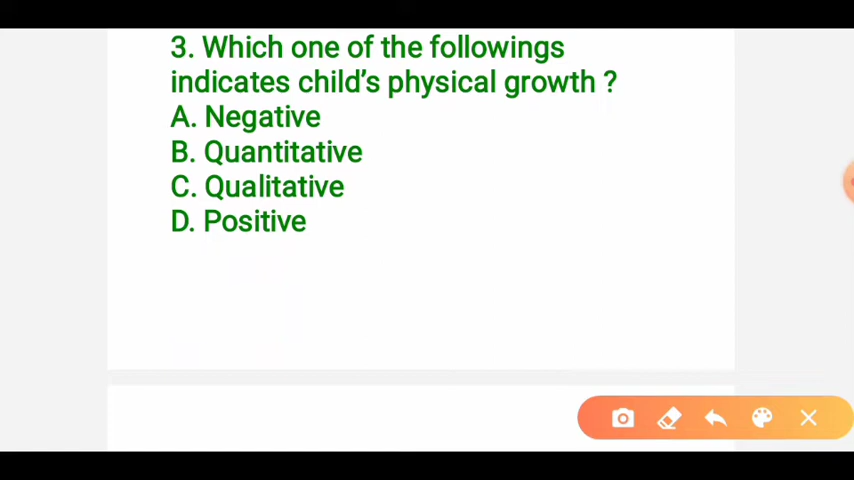 3. Which one of the followings
indicates child's physical growth ?
A. Negative
B. Quantitative
C. Qualitative
D. Positive